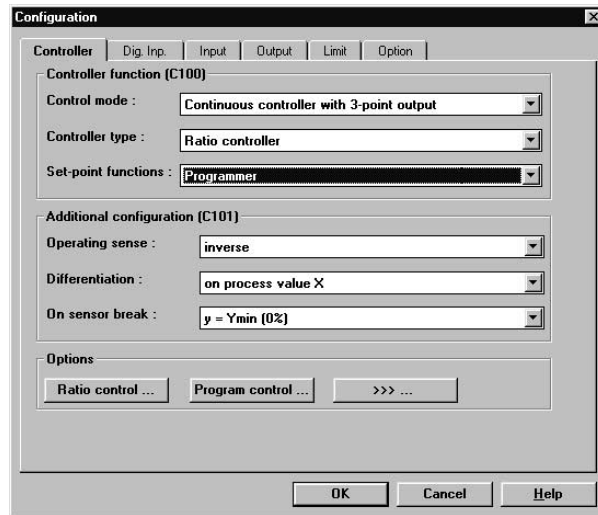 Configuration
Controller Dig. Inp. Input Output Limit Option
Controller function (C100)
Control mode : Continuous controller with 3-point output
Controller type : Ratio controller
Set-point functions : Programmer
Additional configuration (C101)
Operating sense : inverse
Differentiation : on process value X
On sensor break : y = Ymin (0%)
Options
Ratio control ... Program control ... >>> ...
OK Cancel Help